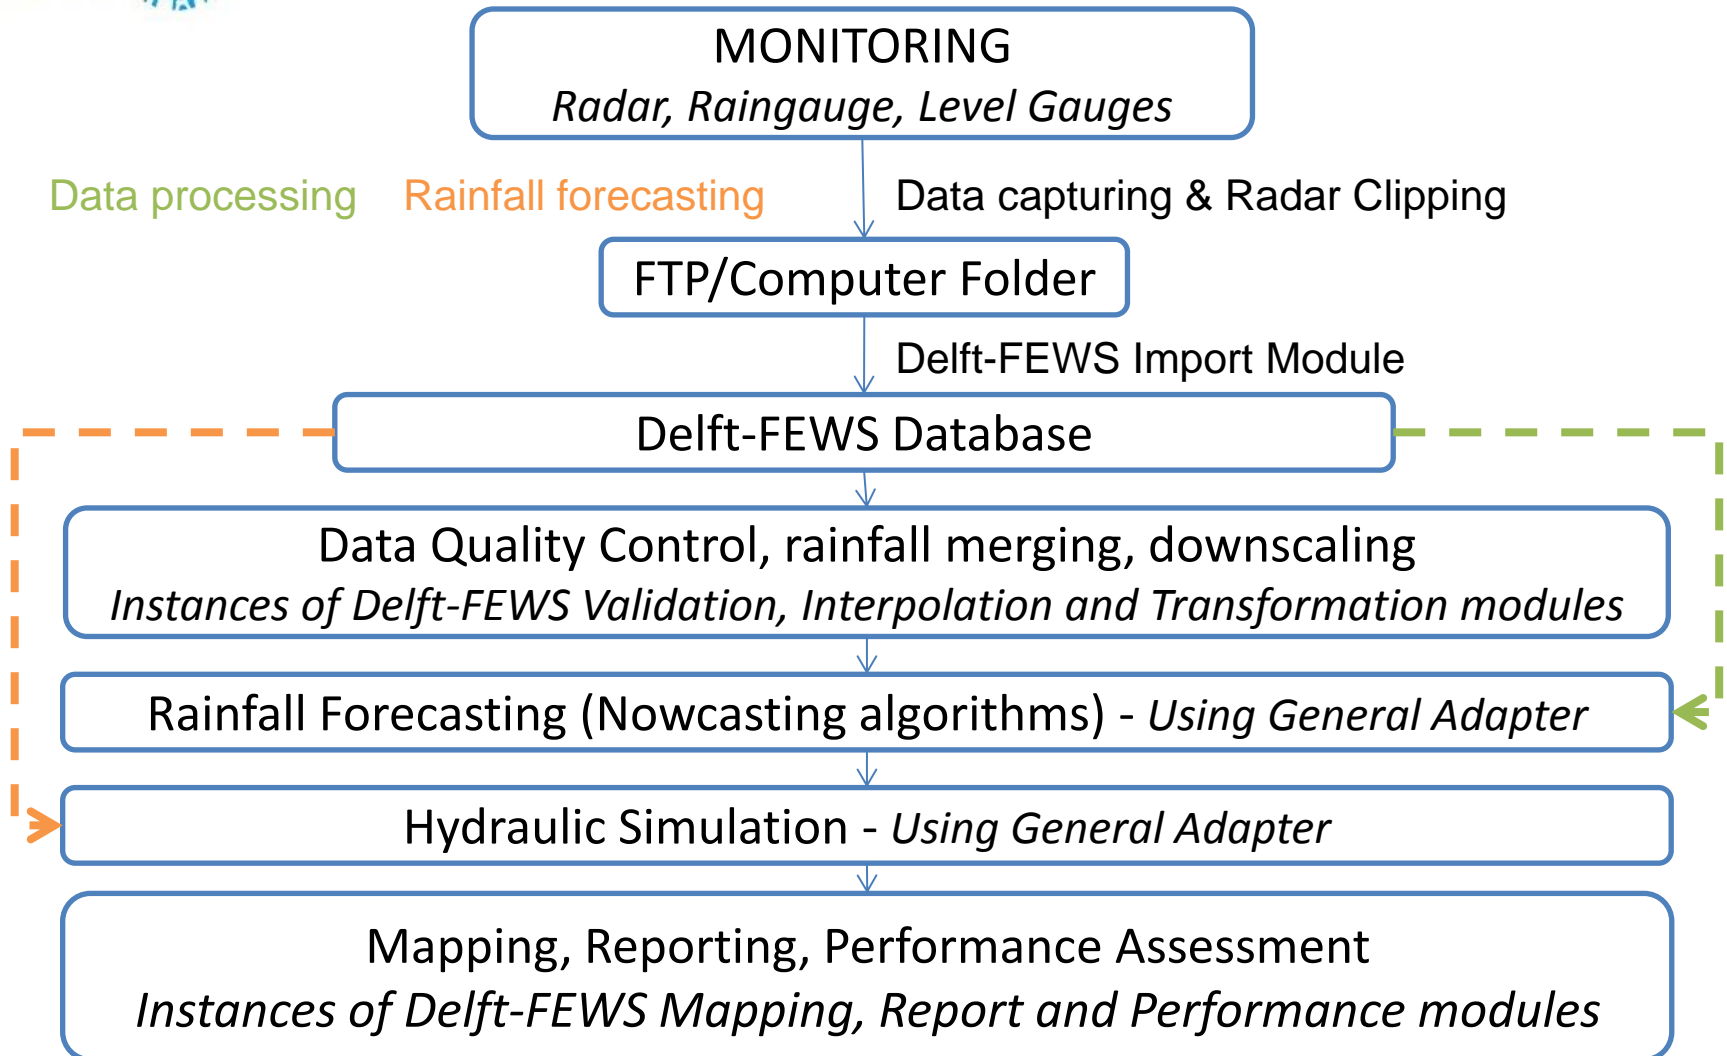 MONITORING
Radar, Raingauge, Level Gauges
Data processing
Rainfall forecasting
Data capturing & Radar Clipping
FTP/Computer Folder
Delft-FEWS Import Module
Delft-FEWS Database
Data Quality Control, rainfall merging, downscaling
Instances of Delft-FEWS Validation, Interpolation and Transformation modules
Rainfall Forecasting (Nowcasting algorithms) - Using General Adapter
Hydraulic Simulation - Using General Adapter
Mapping, Reporting, Performance Assessment
Instances of Delft-FEWS Mapping, Report and Performance modules